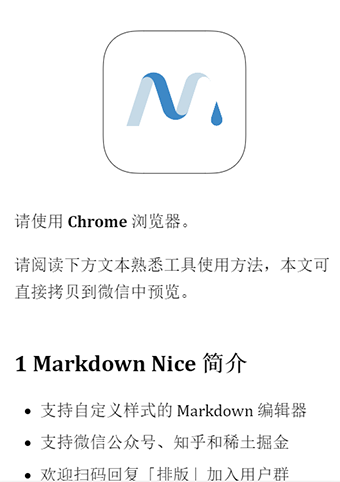 请使用 Chrome 浏览器。
请阅读下方文本熟悉工具使用方法，本文可
直接拷贝到微信中预览。
1 Markdown Nice 简介
• 支持自定义样式的 Markdown 编辑器
• 支持微信公众号、知乎和稀土掘金
• 欢迎扫码回复「排版」加入用户群